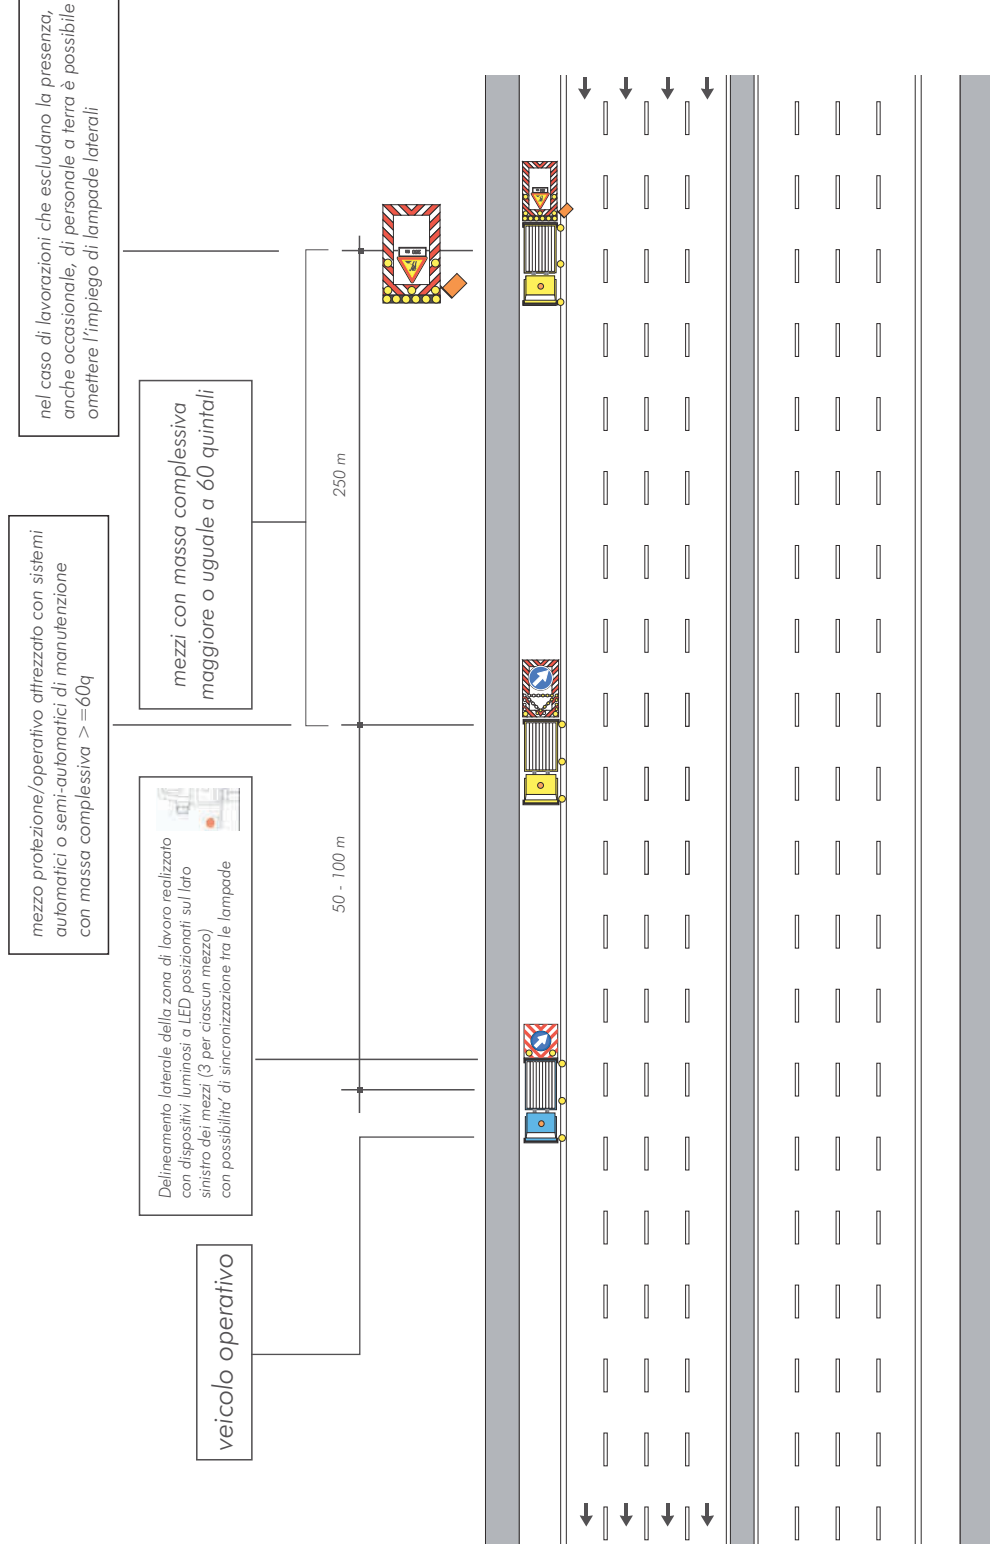 nel caso di lavorazioni che escludano la presenza,
anche occasionale, di personale a terra è possibile
omettere l'impiego di lampade laterali
mezzi con massa complessiva
maggiore o uguale a 60 quintali
250 m
mezzo protezione/operativo attrezzato con sistemi
automatici o semi-automatici di manutenzione
con massa complessiva >=60q
50 - 100 m
Delineamento laterale della zona di lavoro realizzato
con dispositivi luminosi a LED posizionati sul lato
sinistro dei mezzi (3 per ciascun mezzo)
con possibilita' di sincronizzazione tra le lampade
veicolo operativo